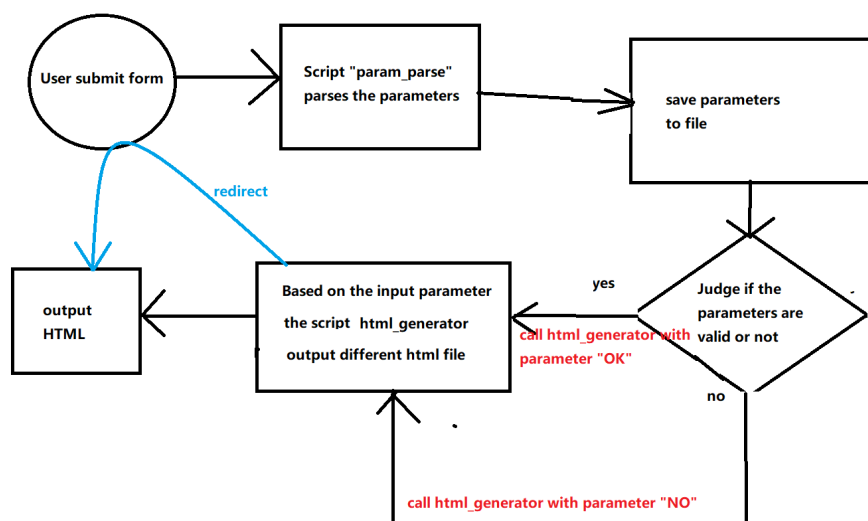 User submit form
Script "param_parse"
parses the parameters
save parameters
to file
redirect
output
HTML
Based on the input parameter
the script html_generator
output different html file
yes
Judge if the
parameters are
valid or not
call html_generator with
parameter "OK"
no
call html_generator with parameter "NO"